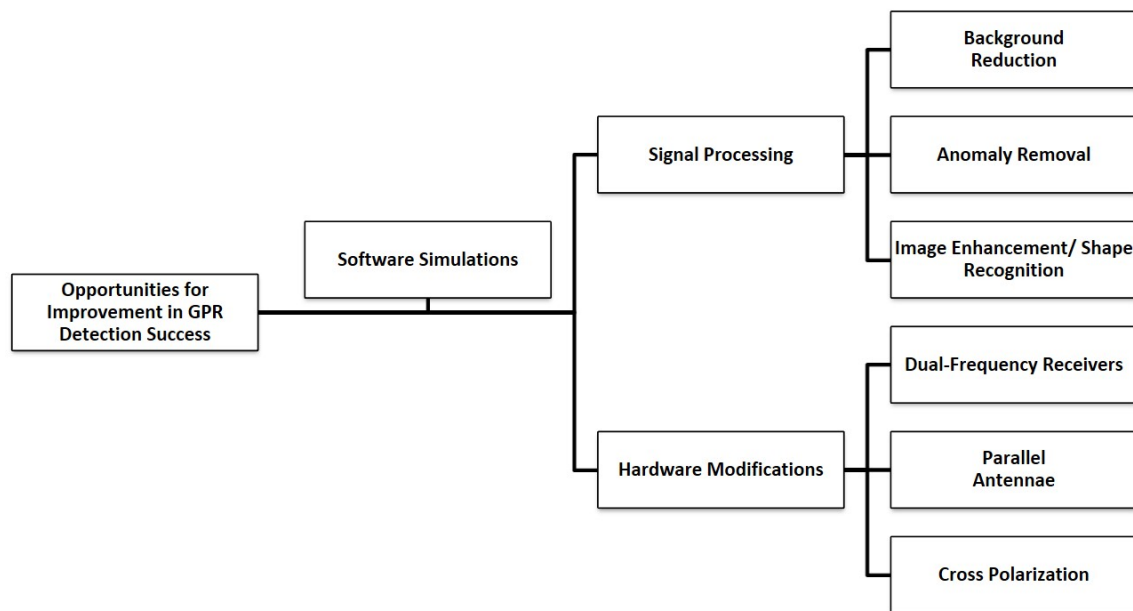 Opportunities for
Improvement in GPR
Detection Success
Software Simulations
Signal Processing
Background
Reduction
Anomaly Removal
Image Enhancement/ Shape
Recognition
Hardware Modifications
Dual-Frequency Receivers
Parallel
Antennae
Cross Polarization